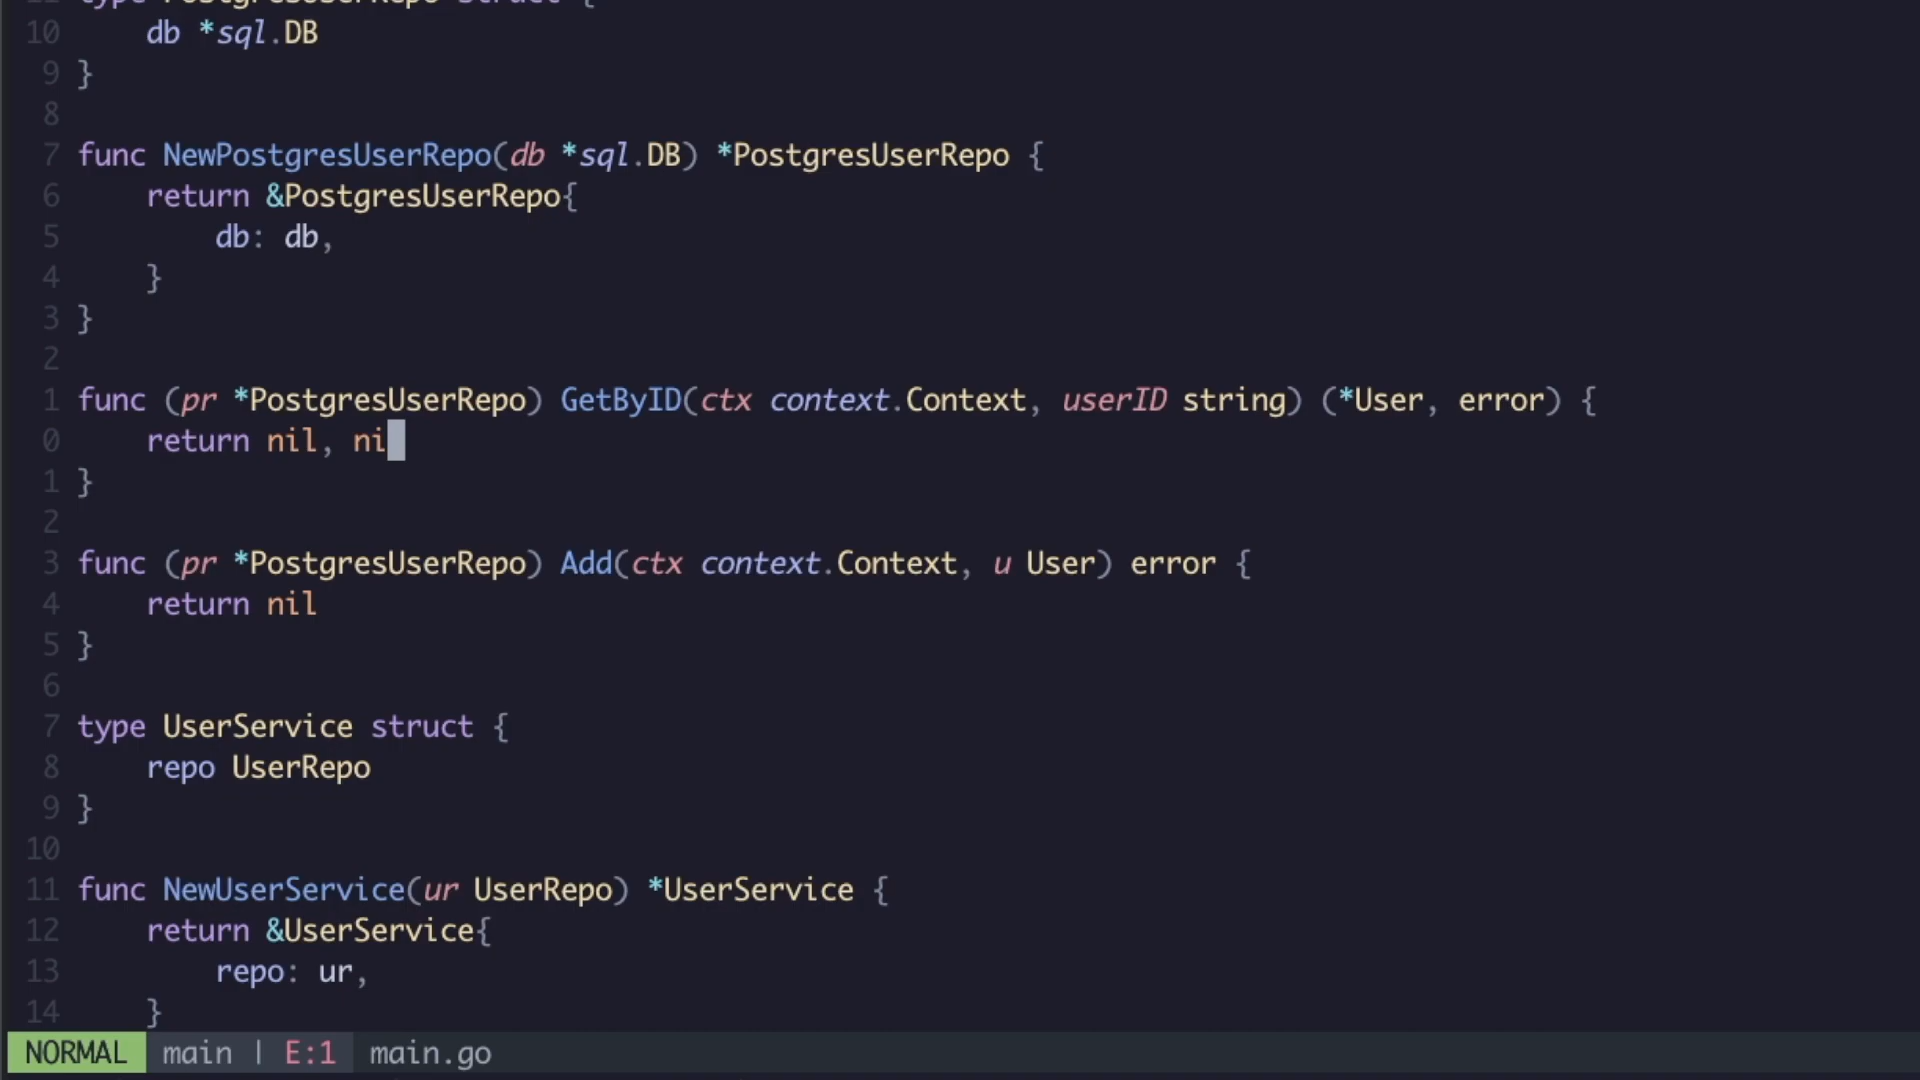 11 type PostgresUserRepo struct {
10     db *sql.DB
9 }
8
7 func NewPostgresUserRepo(db *sql.DB) *PostgresUserRepo {
6     return &PostgresUserRepo{
5         db: db,
4     }
3 }
2
1 func (pr *PostgresUserRepo) GetByID(ctx context.Context, userID string) (*User, error) {
0     return nil, ni
1 }
2
3 func (pr *PostgresUserRepo) Add(ctx context.Context, u User) error {
4     return nil
5 }
6
7 type UserService struct {
8     repo UserRepo
9 }
10
11 func NewUserService(ur UserRepo) *UserService {
12     return &UserService{
13         repo: ur,
14     }
NORMAL main | E:1 main.go